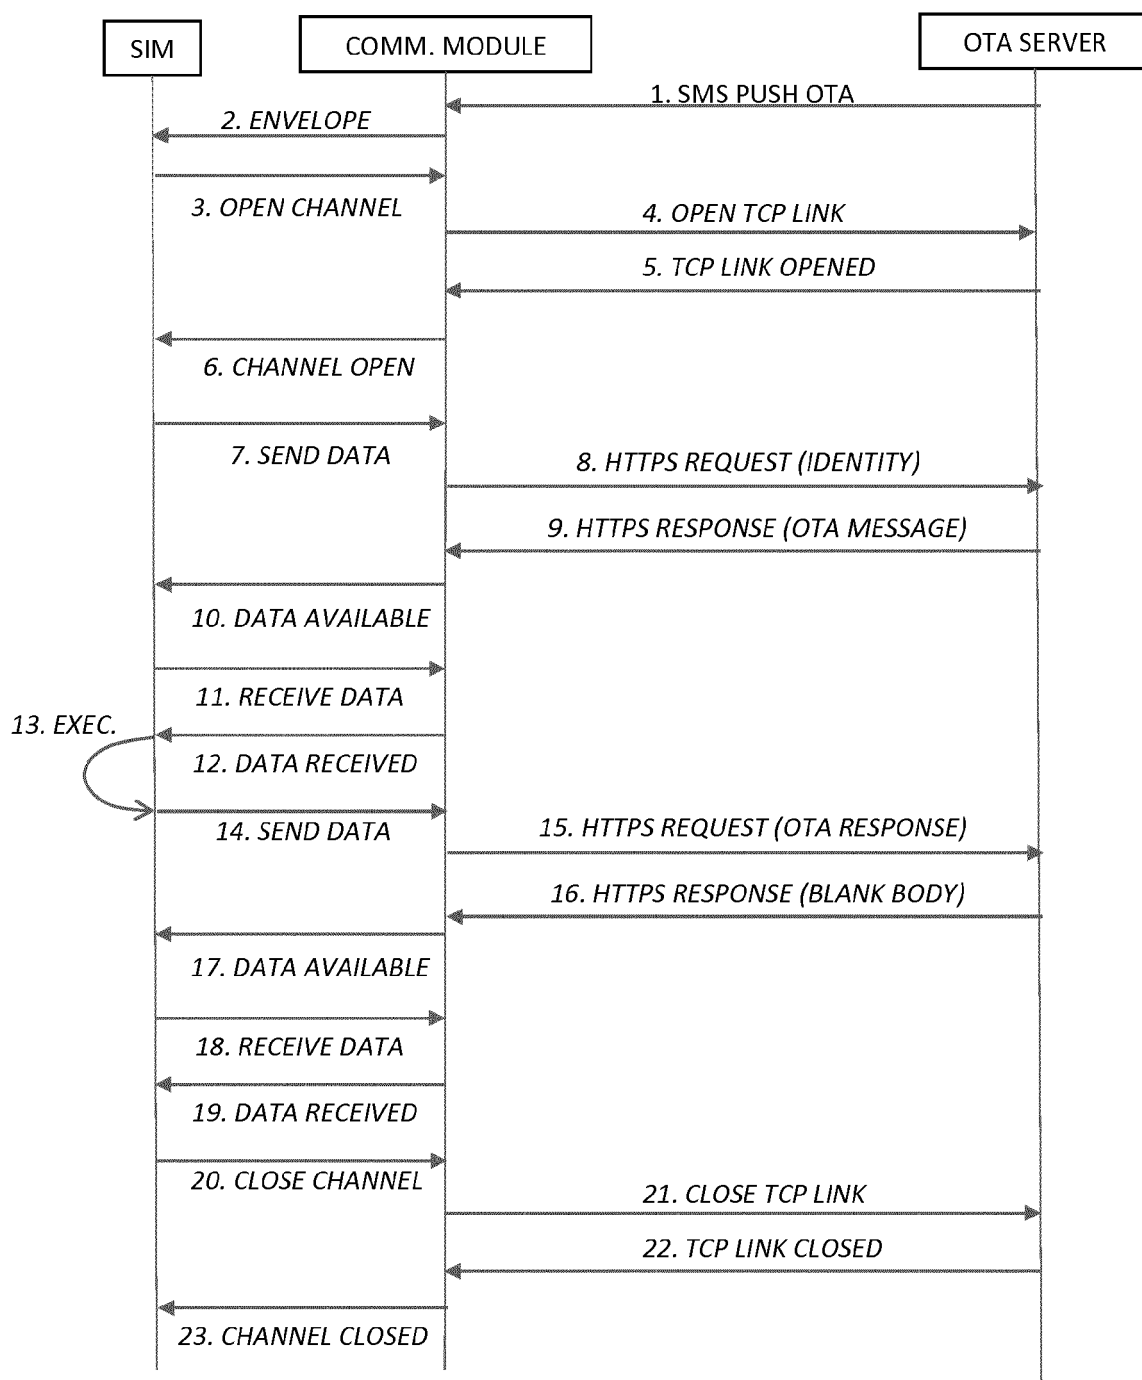 SIM
COMM. MODULE
OTA SERVER
1. SMS PUSH OTA
2. ENVELOPE
3. OPEN CHANNEL
4. OPEN TCP LINK
5. TCP LINK OPENED
6. CHANNEL OPEN
7. SEND DATA
8. HTTPS REQUEST (IDENTITY)
9. HTTPS RESPONSE (OTA MESSAGE)
10. DATA AVAILABLE
11. RECEIVE DATA
13. EXEC.
12. DATA RECEIVED
14. SEND DATA
15. HTTPS REQUEST (OTA RESPONSE)
16. HTTPS RESPONSE (BLANK BODY)
17. DATA AVAILABLE
18. RECEIVE DATA
19. DATA RECEIVED
20. CLOSE CHANNEL
21. CLOSE TCP LINK
22. TCP LINK CLOSED
23. CHANNEL CLOSED